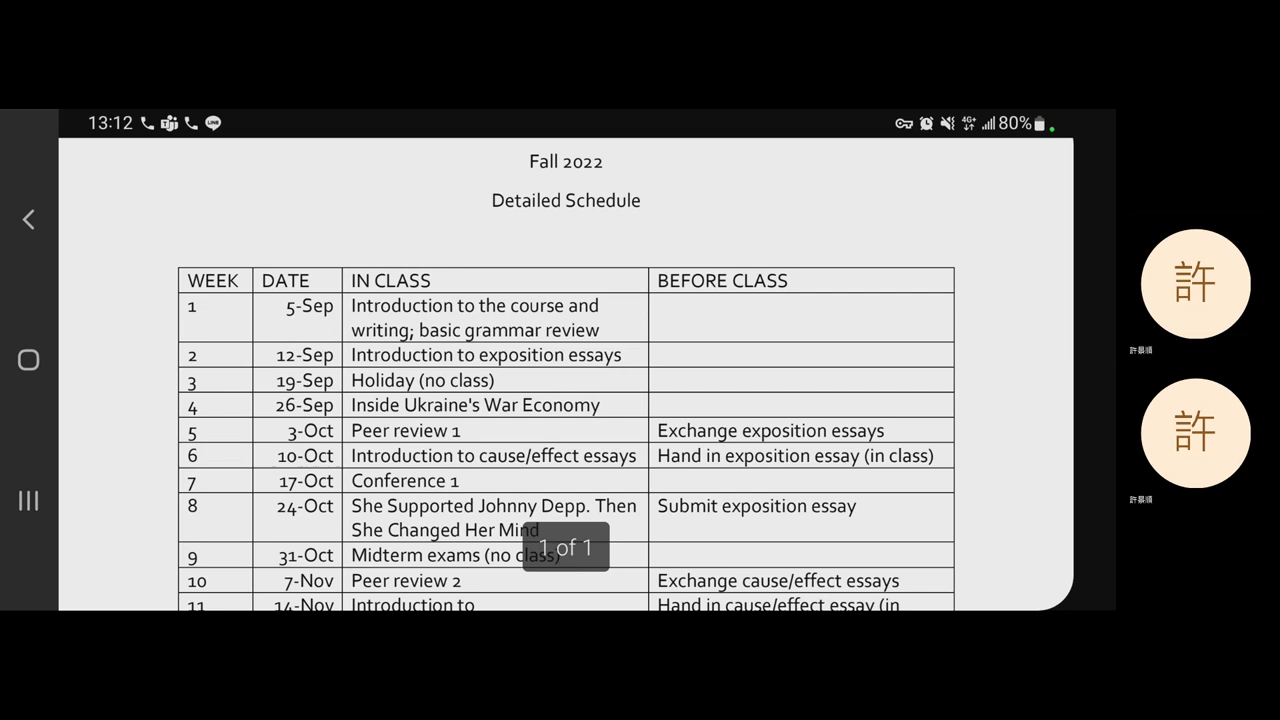 13:12 80%
Fall 2022
Detailed Schedule
WEEK DATE IN CLASS BEFORE CLASS
1 5-Sep Introduction to the course and
writing; basic grammar review
2 12-Sep Introduction to exposition essays
3 19-Sep Holiday (no class)
4 26-Sep Inside Ukraine's War Economy
5 3-Oct Peer review 1 Exchange exposition essays
6 10-Oct Introduction to cause/effect essays Hand in exposition essay (in class)
7 17-Oct Conference 1
8 24-Oct She Supported Johnny Depp. Then Submit exposition essay
She Changed Her Mind
1 of 1
9 31-Oct Midterm exams (no class)
10 7-Nov Peer review 2 Exchange cause/effect essays
11 14-Nov Introduction to Hand in cause/effect essay (in
許
許景順
許
許景順